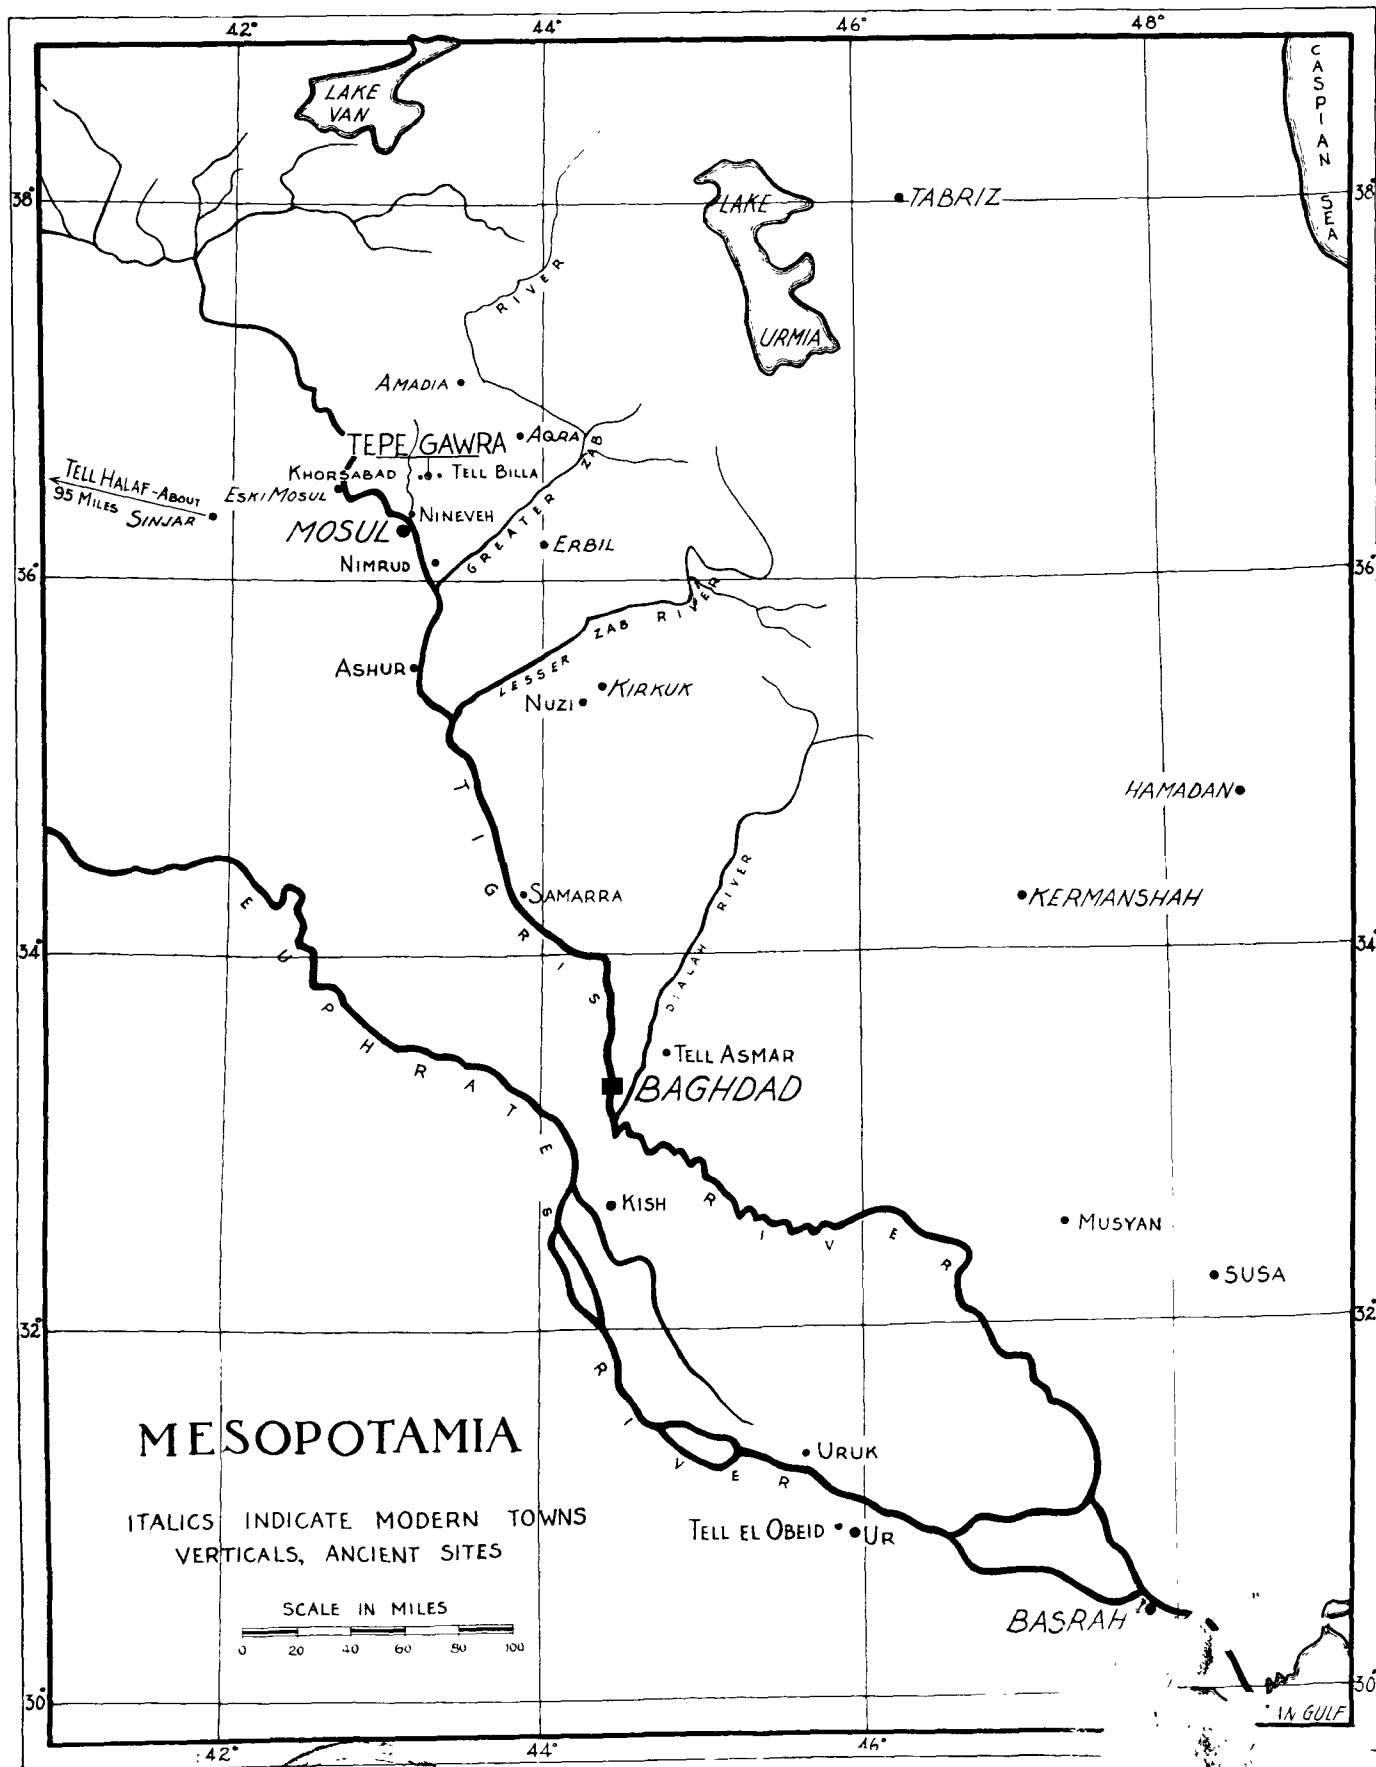 42° 44° 46° 48°
LAKE
VAN
CASPIAN SEA
38° 38°
LAKE
URMIA
TABRIZ
RIVER
AMADIA
TEPE GAWRA
AQRA
KHORSABAD
TELL BILLA
TELL HALAF-ABOUT
95 MILES
SINJAR
ESKI MOSUL
NINEVEH
MOSUL
GREATER ZAB
ERBIL
NIMRUD
36° 36°
LESSER ZAB RIVER
ASHUR
KIRKUK
NUZI
HAMADAN
TIGRIS
SAMARRA
DIALAH RIVER
KERMANSHAH
34° 34°
EUPHRATES
TELL ASMAR
BAGHDAD
KISH
RIVER
MUSYAN
SUSA
32° 32°
RIVER
MESOPOTAMIA
URUK
ITALICS INDICATE MODERN TOWNS
VERTICALS, ANCIENT SITES
TELL EL OBEID
UR
SCALE IN MILES
0 20 40 60 80 100
BASRAH
30° 30°
AN GULF
42° 44° 46°